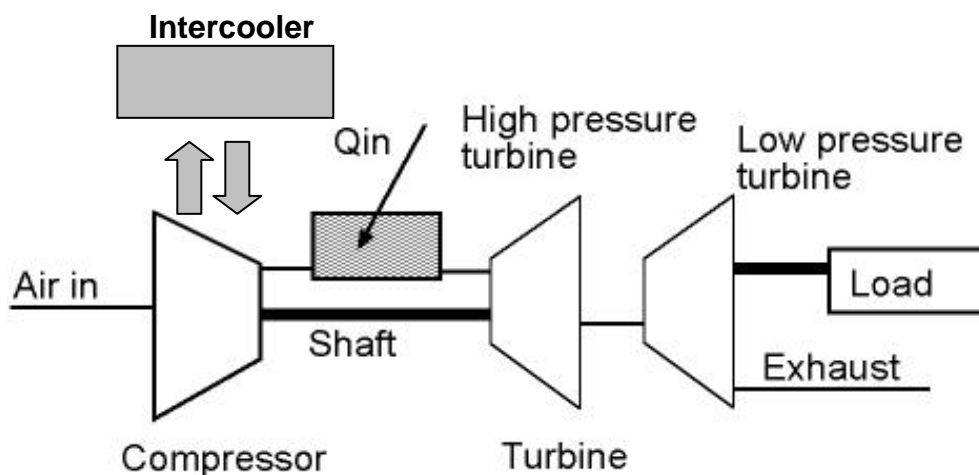 Intercooler
Qin
High pressure
turbine
Low pressure
turbine
Air in
Shaft
Load
Exhaust
Compressor
Turbine